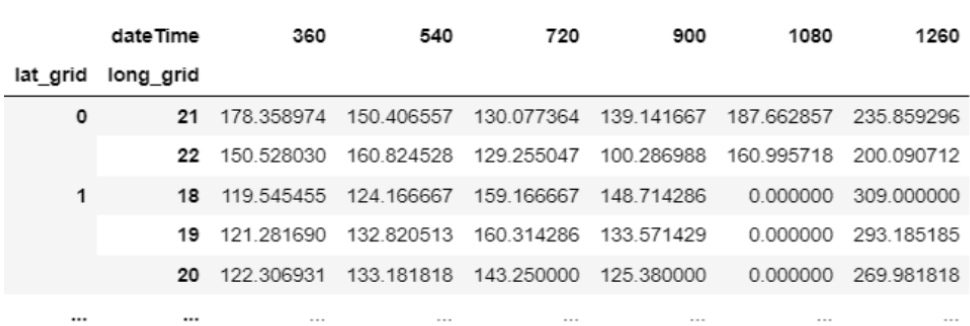 dateTime 360 540 720 900 1080 1260
lat_grid long_grid
0 21 178.358974 150.406557 130.077364 139.141667 187.662857 235.859296
22 150.528030 160.824528 129.255047 100.286988 160.995718 200.090712
1 18 119.545455 124.166667 159.166667 148.714286 0.000000 309.000000
19 121.281690 132.820513 160.314286 133.571429 0.000000 293.185185
20 122.306931 133.181818 143.250000 125.380000 0.000000 269.981818
... ... ... ... ... ... ... ...